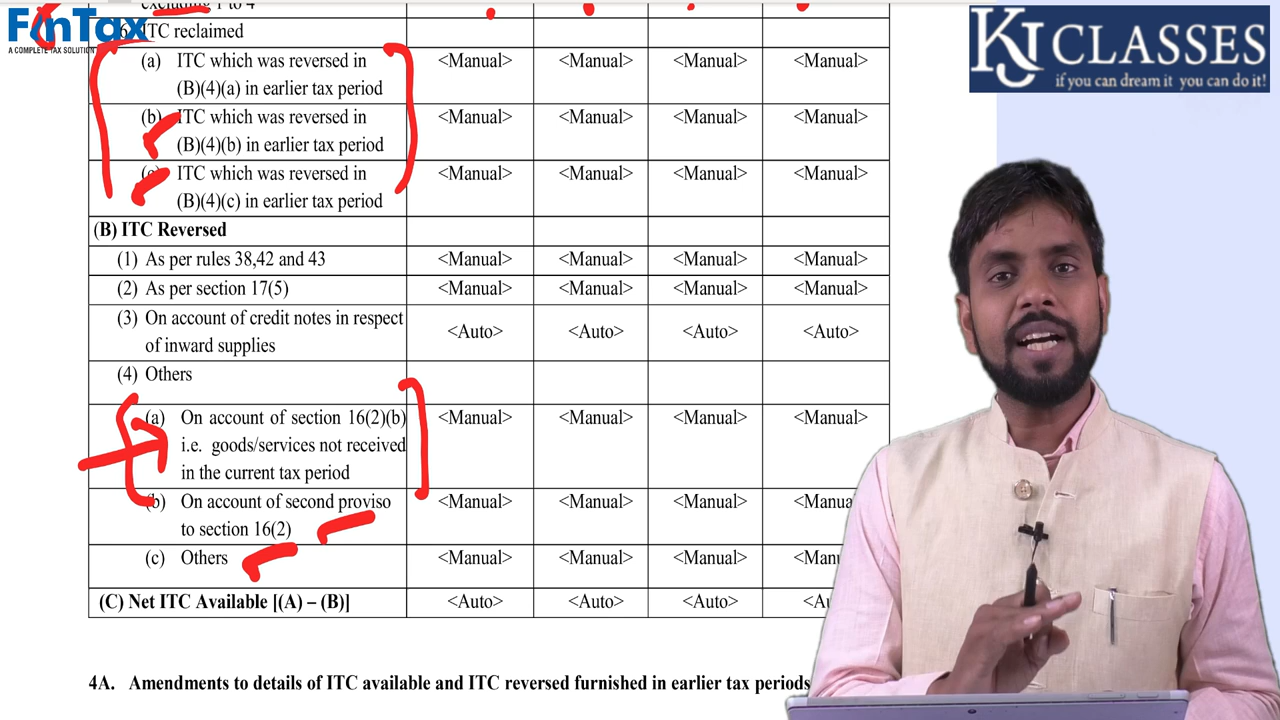 excluding 1 to 4
FinTax
A COMPLETE TAX SOLUTION
ITC reclaimed
KJ CLASSES
if you can dream it you can do it!
(a) ITC which was reversed in <Manual> <Manual> <Manual> <Manual>
(B)(4)(a) in earlier tax period
(b) ITC which was reversed in <Manual> <Manual> <Manual> <Manual>
(B)(4)(b) in earlier tax period
(c) ITC which was reversed in <Manual> <Manual> <Manual> <Manual>
(B)(4)(c) in earlier tax period
(B) ITC Reversed
(1) As per rules 38,42 and 43 <Manual> <Manual> <Manual> <Manual>
(2) As per section 17(5) <Manual> <Manual> <Manual> <Manual>
(3) On account of credit notes in respect <Auto> <Auto> <Auto> <Auto>
of inward supplies
(4) Others
(a) On account of section 16(2)(b) <Manual> <Manual> <Manual> <Manual>
i.e. goods/services not received
in the current tax period
(b) On account of second proviso <Manual> <Manual> <Manual> <Manua
to section 16(2)
(c) Others <Manual> <Manual> <Manual> <Man
(C) Net ITC Available [(A) – (B)] <Auto> <Auto> <Auto> <Au
4A. Amendments to details of ITC available and ITC reversed furnished in earlier tax periods